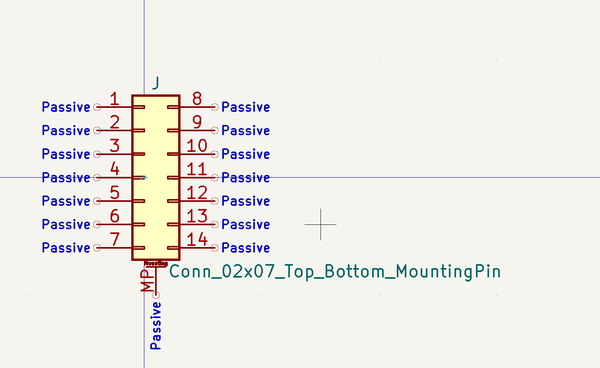 J
Passive 1 8 Passive
Passive 2 9 Passive
Passive 3 10 Passive
Passive 4 11 Passive
Passive 5 12 Passive
Passive 6 13 Passive
Passive 7 14 Passive
Mounting
MP
Conn_02x07_Top_Bottom_MountingPin
Passive